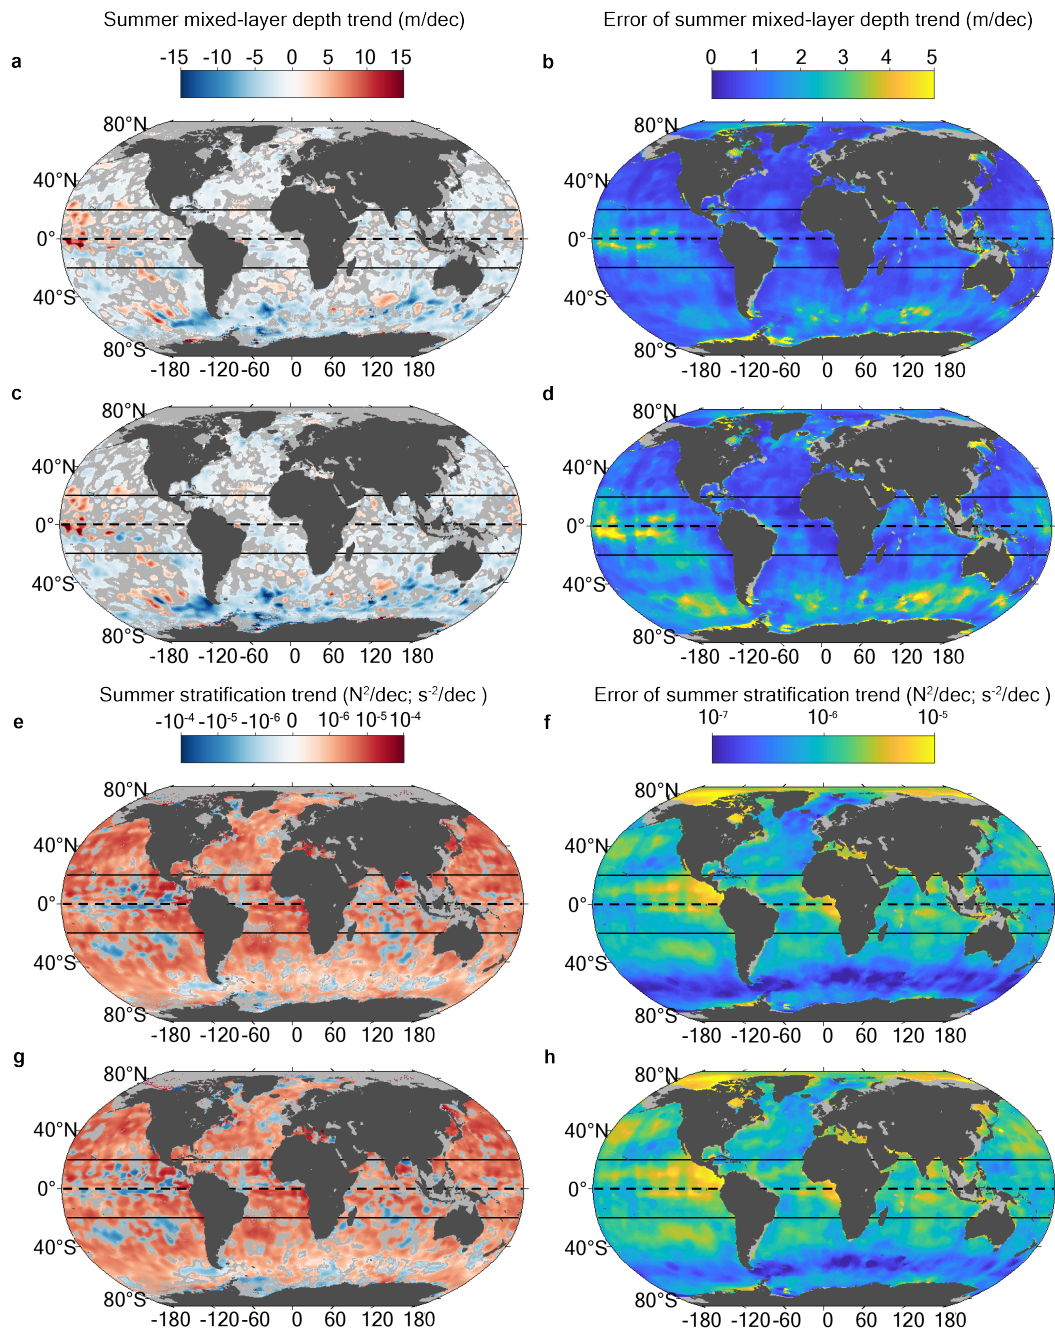 Summer mixed-layer depth trend (m/dec)
Error of summer mixed-layer depth trend (m/dec)
a
-15 -10 -5 0 5 10 15
b
0 1 2 3 4 5
80°N
40°N
0°
40°S
80°S
-180 -120 -60 0 60 120 180
80°N
40°N
0°
40°S
80°S
-180 -120 -60 0 60 120 180
c
80°N
40°N
0°
40°S
80°S
-180 -120 -60 0 60 120 180
d
80°N
40°N
0°
40°S
80°S
-180 -120 -60 0 60 120 180
Summer stratification trend (N²/dec; s⁻²/dec )
Error of summer stratification trend (N²/dec; s⁻²/dec )
e
-10⁻⁴ -10⁻⁵ -10⁻⁶ 0 10⁻⁶ 10⁻⁵ 10⁻⁴
f
10⁻⁷ 10⁻⁶ 10⁻⁵
80°N
40°N
0°
40°S
80°S
-180 -120 -60 0 60 120 180
80°N
40°N
0°
40°S
80°S
-180 -120 -60 0 60 120 180
g
80°N
40°N
0°
40°S
80°S
-180 -120 -60 0 60 120 180
h
80°N
40°N
0°
40°S
80°S
-180 -120 -60 0 60 120 180